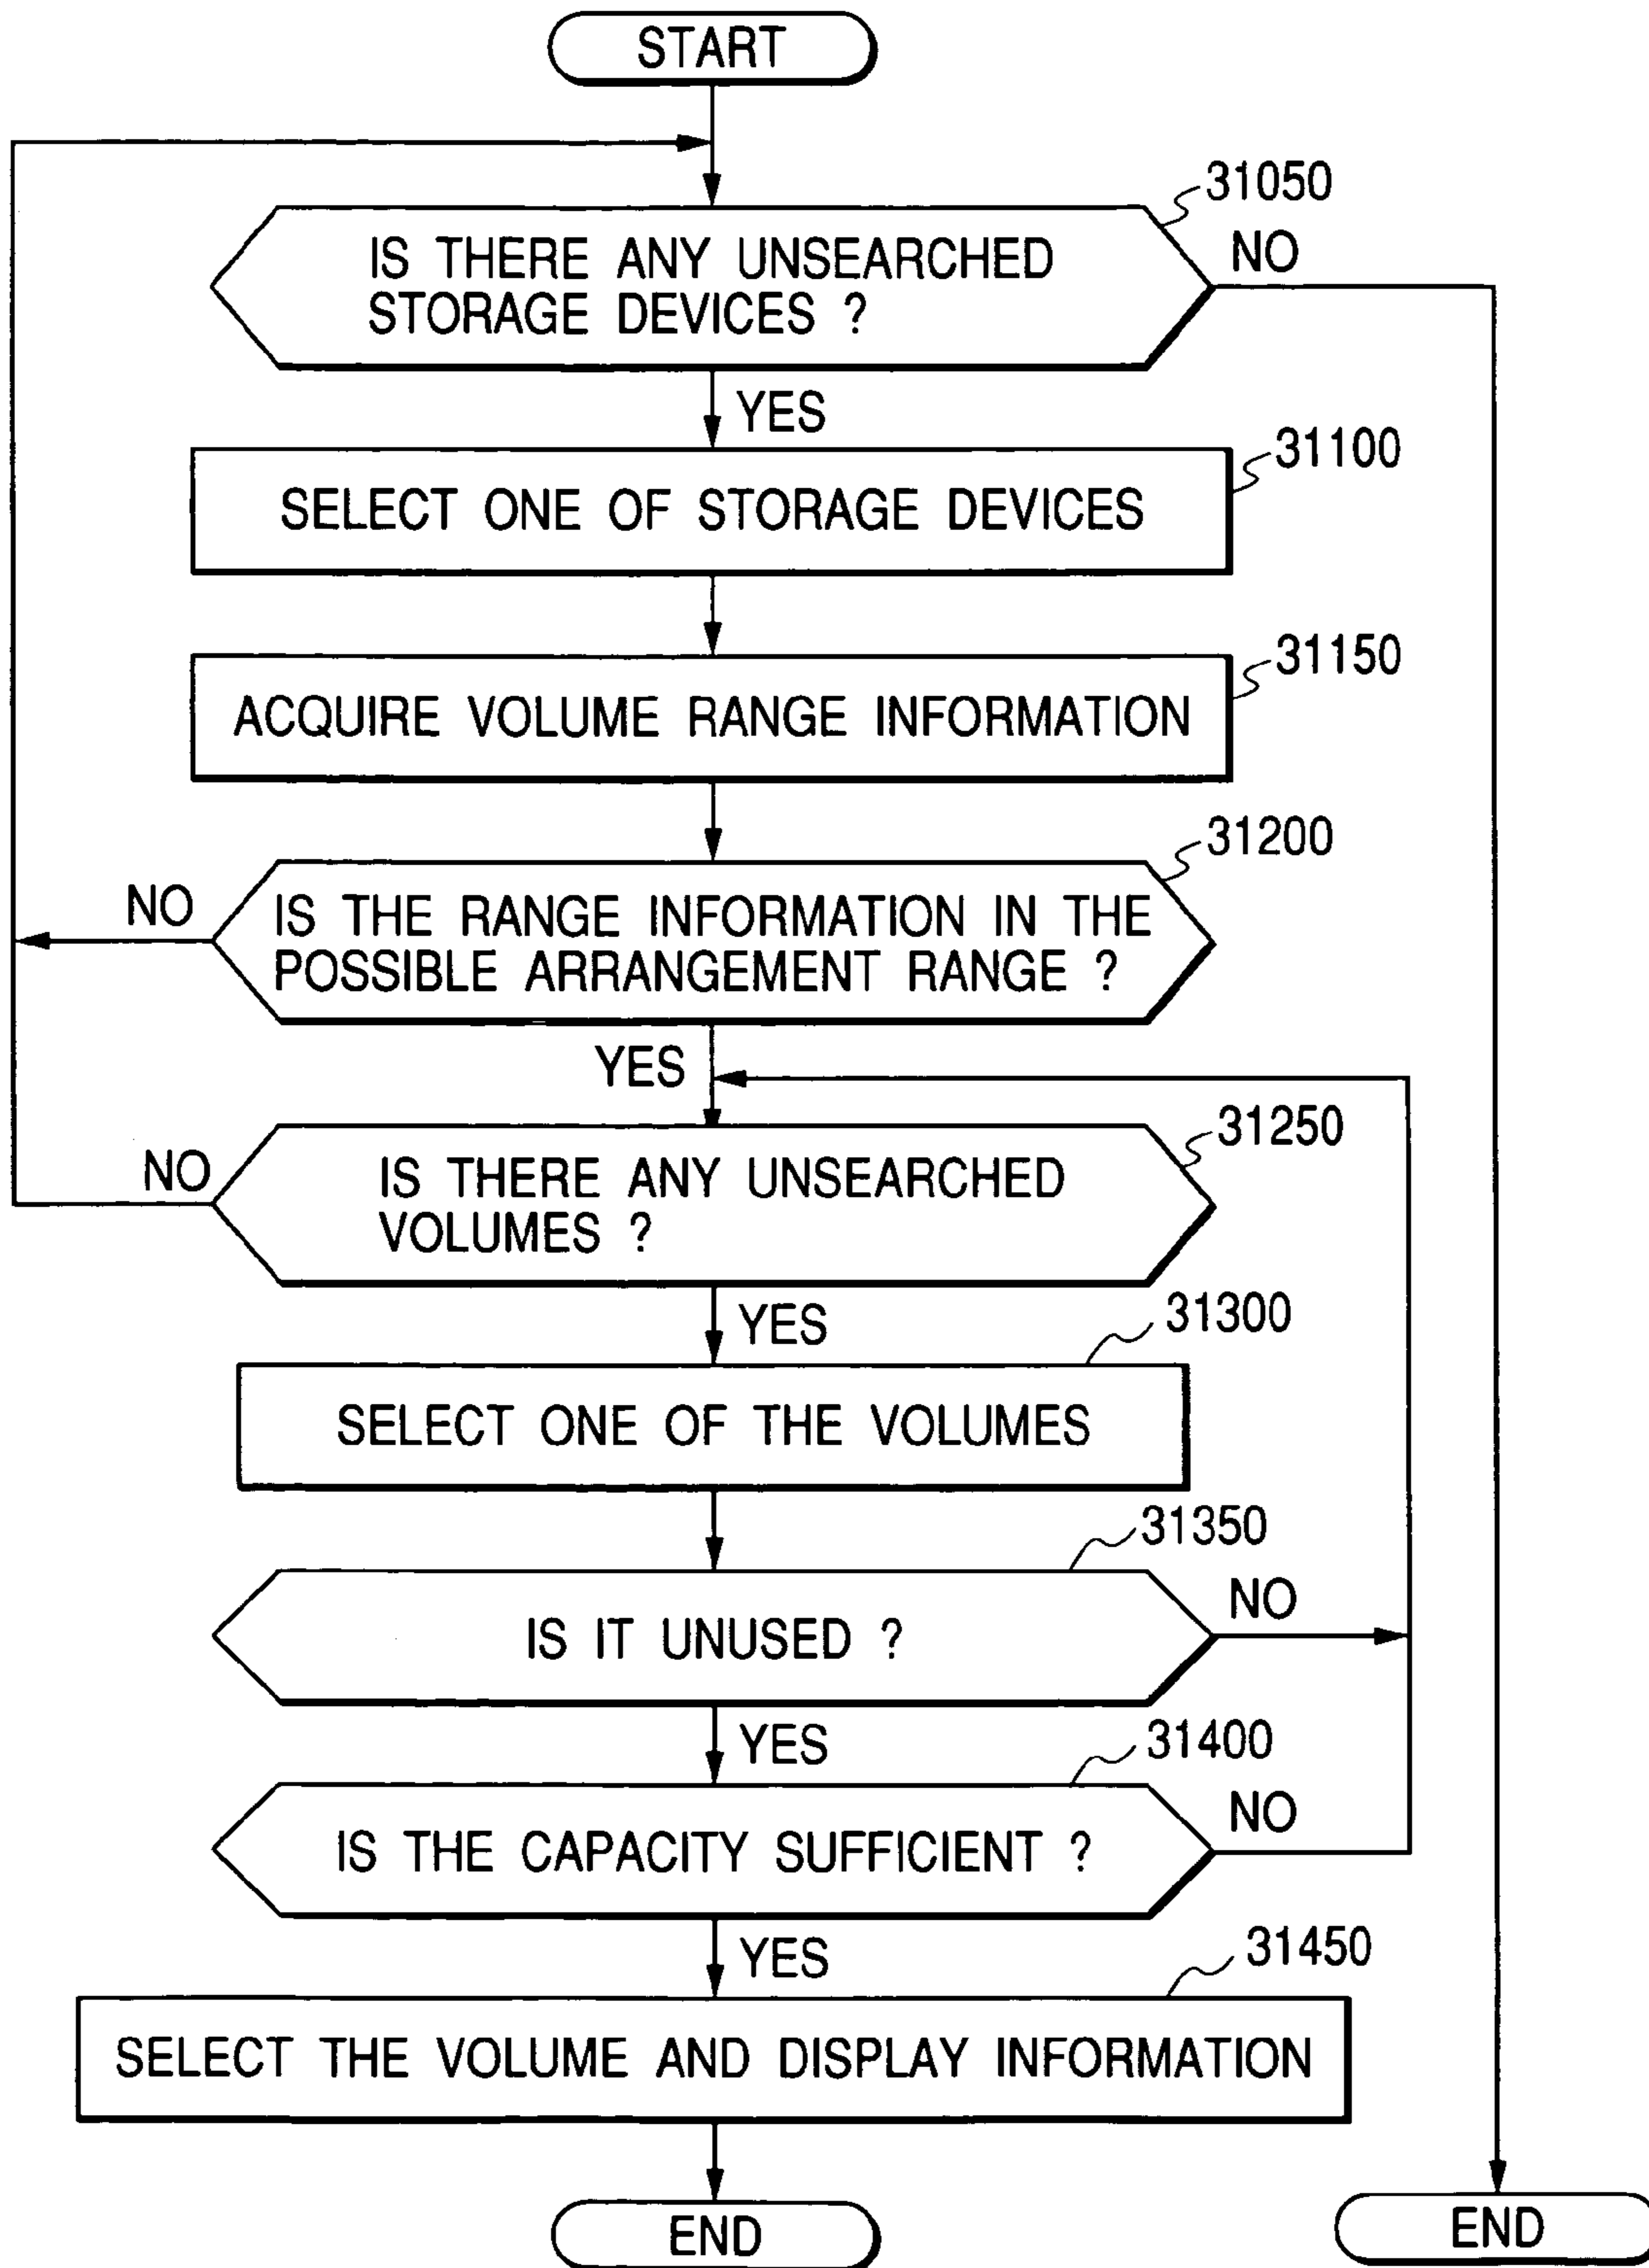 START
31050
IS THERE ANY UNSEARCHED
STORAGE DEVICES ?
NO
YES
31100
SELECT ONE OF STORAGE DEVICES
31150
ACQUIRE VOLUME RANGE INFORMATION
31200
NO
IS THE RANGE INFORMATION IN THE
POSSIBLE ARRANGEMENT RANGE ?
YES
31250
NO
IS THERE ANY UNSEARCHED
VOLUMES ?
YES
31300
SELECT ONE OF THE VOLUMES
31350
NO
IS IT UNUSED ?
YES
31400
NO
IS THE CAPACITY SUFFICIENT ?
YES
31450
SELECT THE VOLUME AND DISPLAY INFORMATION
END
END